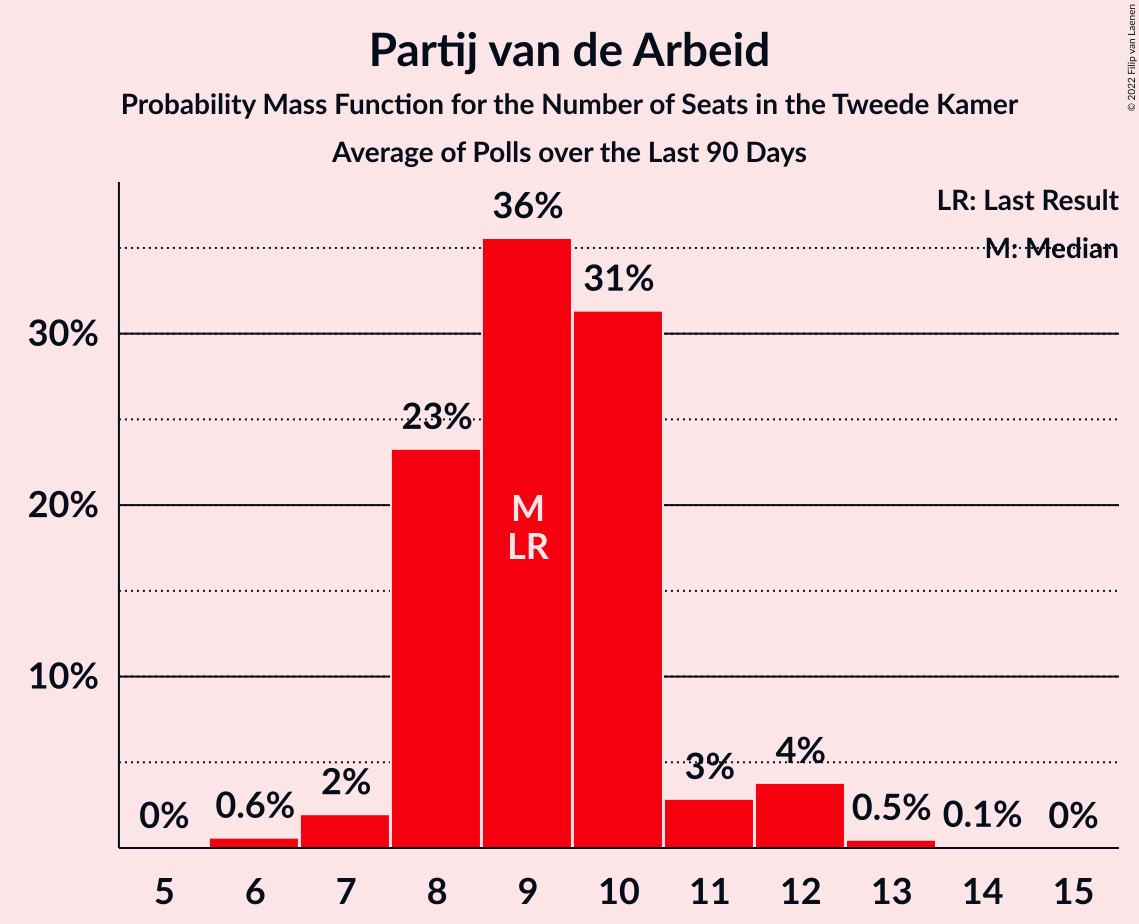 Partij van de Arbeid
Probability Mass Function for the Number of Seats in the Tweede Kamer
Average of Polls over the Last 90 Days
© 2022 Filip van Laenen
LR: Last Result
M: Median
36%
31%
30%
23%
20%
M
LR
10%
0%
0.6%
2%
3%
4%
0.5%
0.1%
0%
5 6 7 8 9 10 11 12 13 14 15